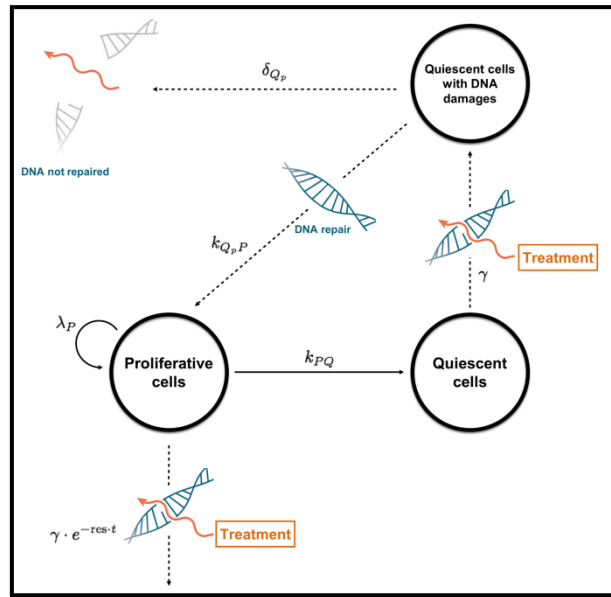 Quiescent cells
with DNA
damages
δ_{Q_p}
DNA not repaired
DNA repair
k_{Q_pP}
Treatment
γ
λ_P
Proliferative
cells
k_{PQ}
Quiescent
cells
γ · e^{−res·t}
Treatment